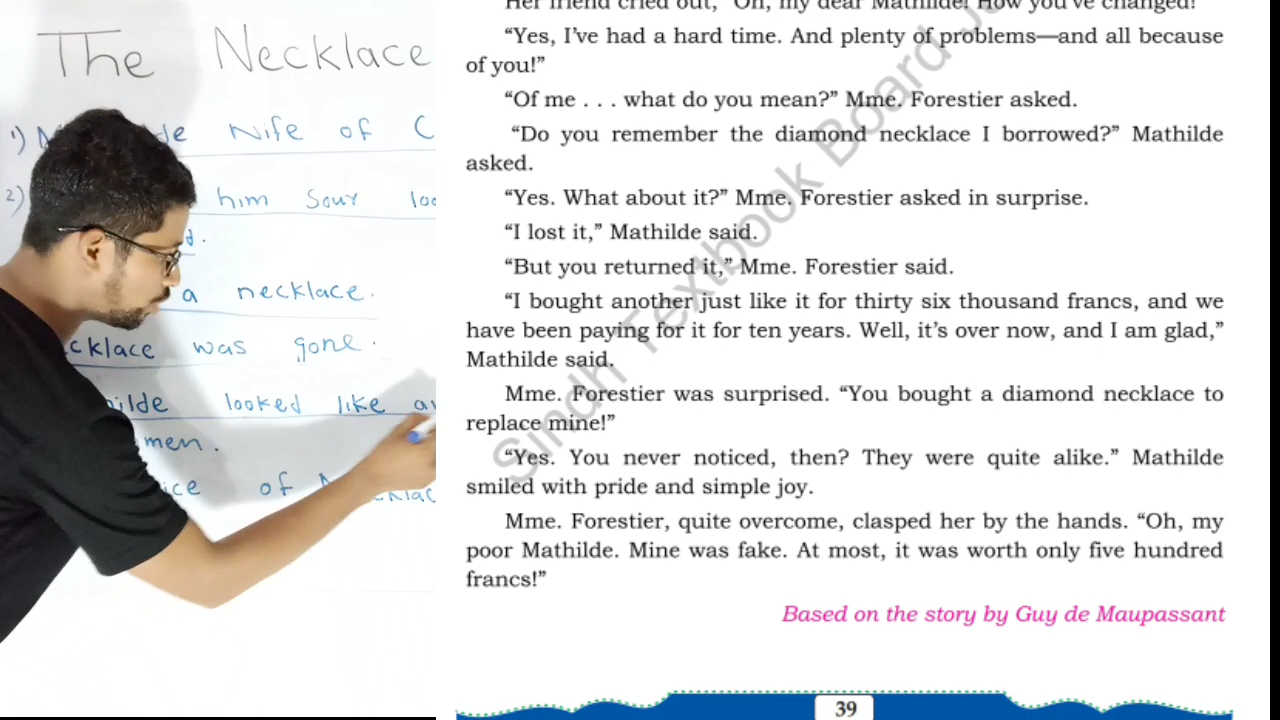 The Necklace
1) Nife of C
2) him sour loo
a necklace.
cklace was gone.
looked like
men.
of
Her friend cried out, "Oh, my dear Mathilde! How you've changed!"
"Yes, I've had a hard time. And plenty of problems—and all because
of you!"
"Of me . . . what do you mean?" Mme. Forestier asked.
"Do you remember the diamond necklace I borrowed?" Mathilde
asked.
"Yes. What about it?" Mme. Forestier asked in surprise.
"I lost it," Mathilde said.
"But you returned it," Mme. Forestier said.
"I bought another just like it for thirty six thousand francs, and we
have been paying for it for ten years. Well, it's over now, and I am glad,"
Mathilde said.
Mme. Forestier was surprised. "You bought a diamond necklace to
replace mine!"
"Yes. You never noticed, then? They were quite alike." Mathilde
smiled with pride and simple joy.
Mme. Forestier, quite overcome, clasped her by the hands. "Oh, my
poor Mathilde. Mine was fake. At most, it was worth only five hundred
francs!"
Based on the story by Guy de Maupassant
39
Sindh Textbook Board